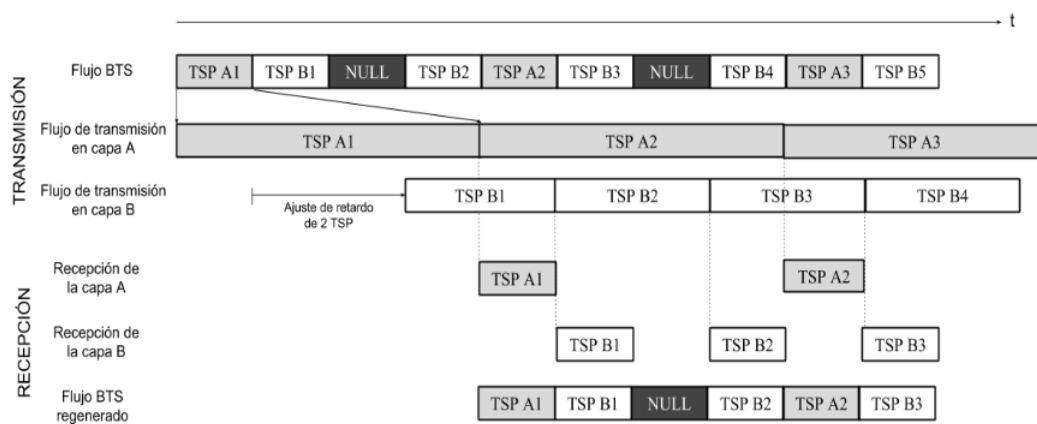 t
TRANSMISIÓN
Flujo BTS
TSP A1 TSP B1 NULL TSP B2 TSP A2 TSP B3 NULL TSP B4 TSP A3 TSP B5
Flujo de transmisión
en capa A
TSP A1 TSP A2 TSP A3
Flujo de transmisión
en capa B
Ajuste de retardo
de 2 TSP
TSP B1 TSP B2 TSP B3 TSP B4
RECEPCIÓN
Recepción de
la capa A
TSP A1 TSP A2
Recepción de
la capa B
TSP B1 TSP B2 TSP B3
Flujo BTS
regenerado
TSP A1 TSP B1 NULL TSP B2 TSP A2 TSP B3